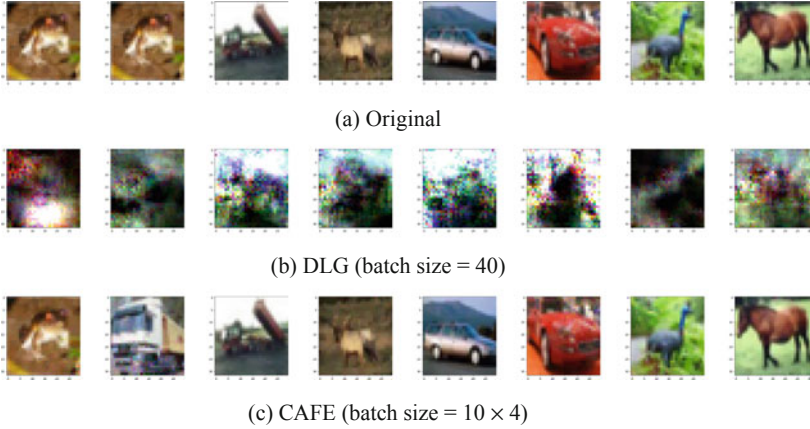 (a) Original
(b) DLG (batch size = 40)
(c) CAFE (batch size = 10 × 4)